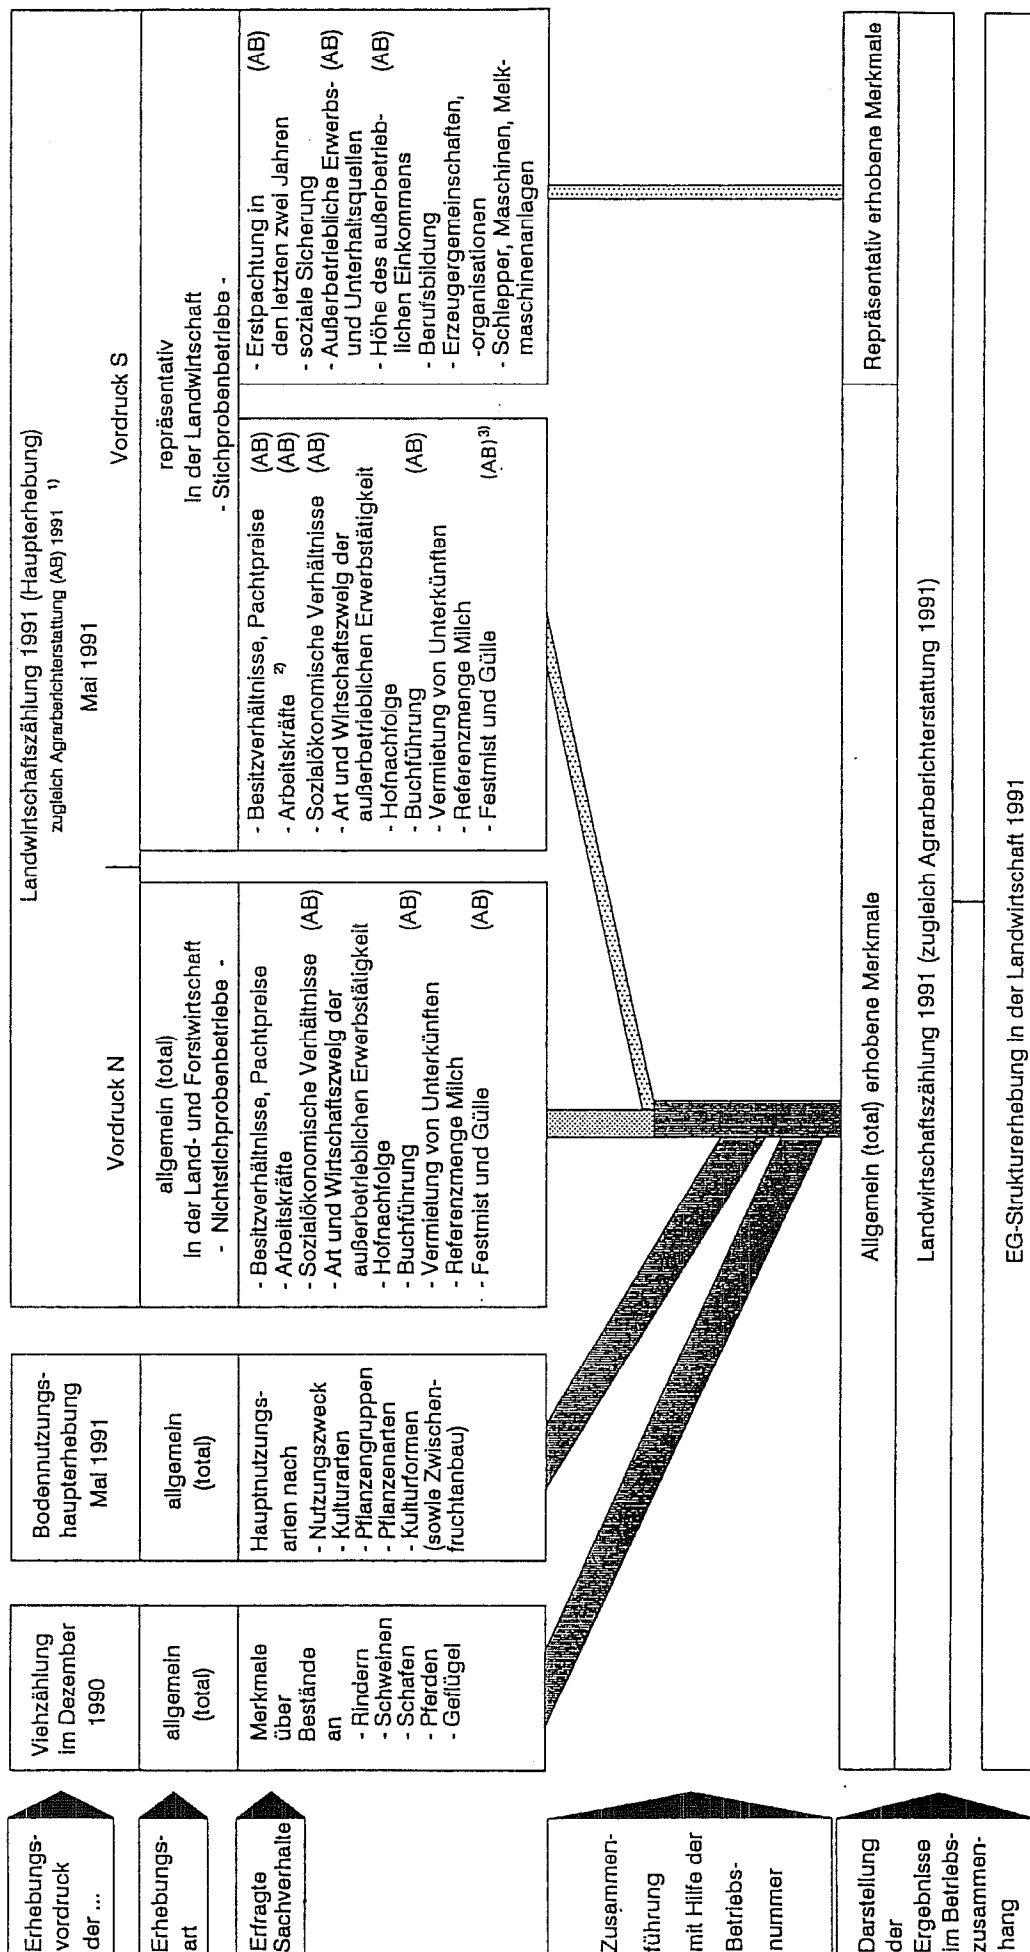 Erhebungs-
vordruck
der ...
Viehzählung
im Dezember
1990
Bodennutzungs-
haupterhebung
Mai 1991
Landwirtschaftszählung 1991 (Haupterhebung)
zugleich Agrarberichterstattung (AB) 1991 1)
Mai 1991
Vordruck N
Vordruck S
Erhebungs-
art
allgemein
(total)
allgemein
(total)
allgemein (total)
in der Land- und Forstwirtschaft
- Nichtstichprobenbetriebe -
repräsentativ
in der Landwirtschaft
- Stichprobenbetriebe -
Erfragte
Sachverhalte
Merkmale
über
Bestände
an
- Rindern
- Schweinen
- Schafen
- Pferden
- Geflügel
Hauptnutzungs-
arten nach
- Nutzungszweck
- Kulturarten
- Pflanzengruppen
- Pflanzenarten
- Kulturformen
(sowie Zwischen-
fruchtanbau)
- Besitzverhältnisse, Pachtpreise
- Arbeitskräfte
- Sozialökonomische Verhältnisse (AB)
- Art und Wirtschaftszweig der
außerbetrieblichen Erwerbstätigkeit
- Hofnachfolge
- Buchführung (AB)
- Vermietung von Unterkünften
- Referenzmenge Milch
- Festmist und Gülle (AB)
- Besitzverhältnisse, Pachtpreise (AB)
- Arbeitskräfte 2) (AB)
- Sozialökonomische Verhältnisse (AB)
- Art und Wirtschaftszweig der
außerbetrieblichen Erwerbstätigkeit
- Hofnachfolge
- Buchführung (AB)
- Vermietung von Unterkünften
- Referenzmenge Milch
- Festmist und Gülle (AB) 3)
- Erstpachtung in (AB)
den letzten zwei Jahren
- soziale Sicherung
- Außerbetriebliche Erwerbs- (AB)
und Unterhaltsquellen
- Höhe des außerbetrieb- (AB)
lichen Einkommens
- Berufsbildung
- Erzeugergemeinschaften,
-organisationen
- Schlepper, Maschinen, Melk-
maschinenanlagen
Zusammen-
führung
mit Hilfe der
Betriebs-
nummer
Darstellung
der
Ergebnisse
im Betriebs-
zusammen-
hang
Allgemein (total) erhobene Merkmale
Repräsentativ erhobene Merkmale
Landwirtschaftszählung 1991 (zugleich Agrarberichterstattung 1991)
EG-Strukturerhebung in der Landwirtschaft 1991